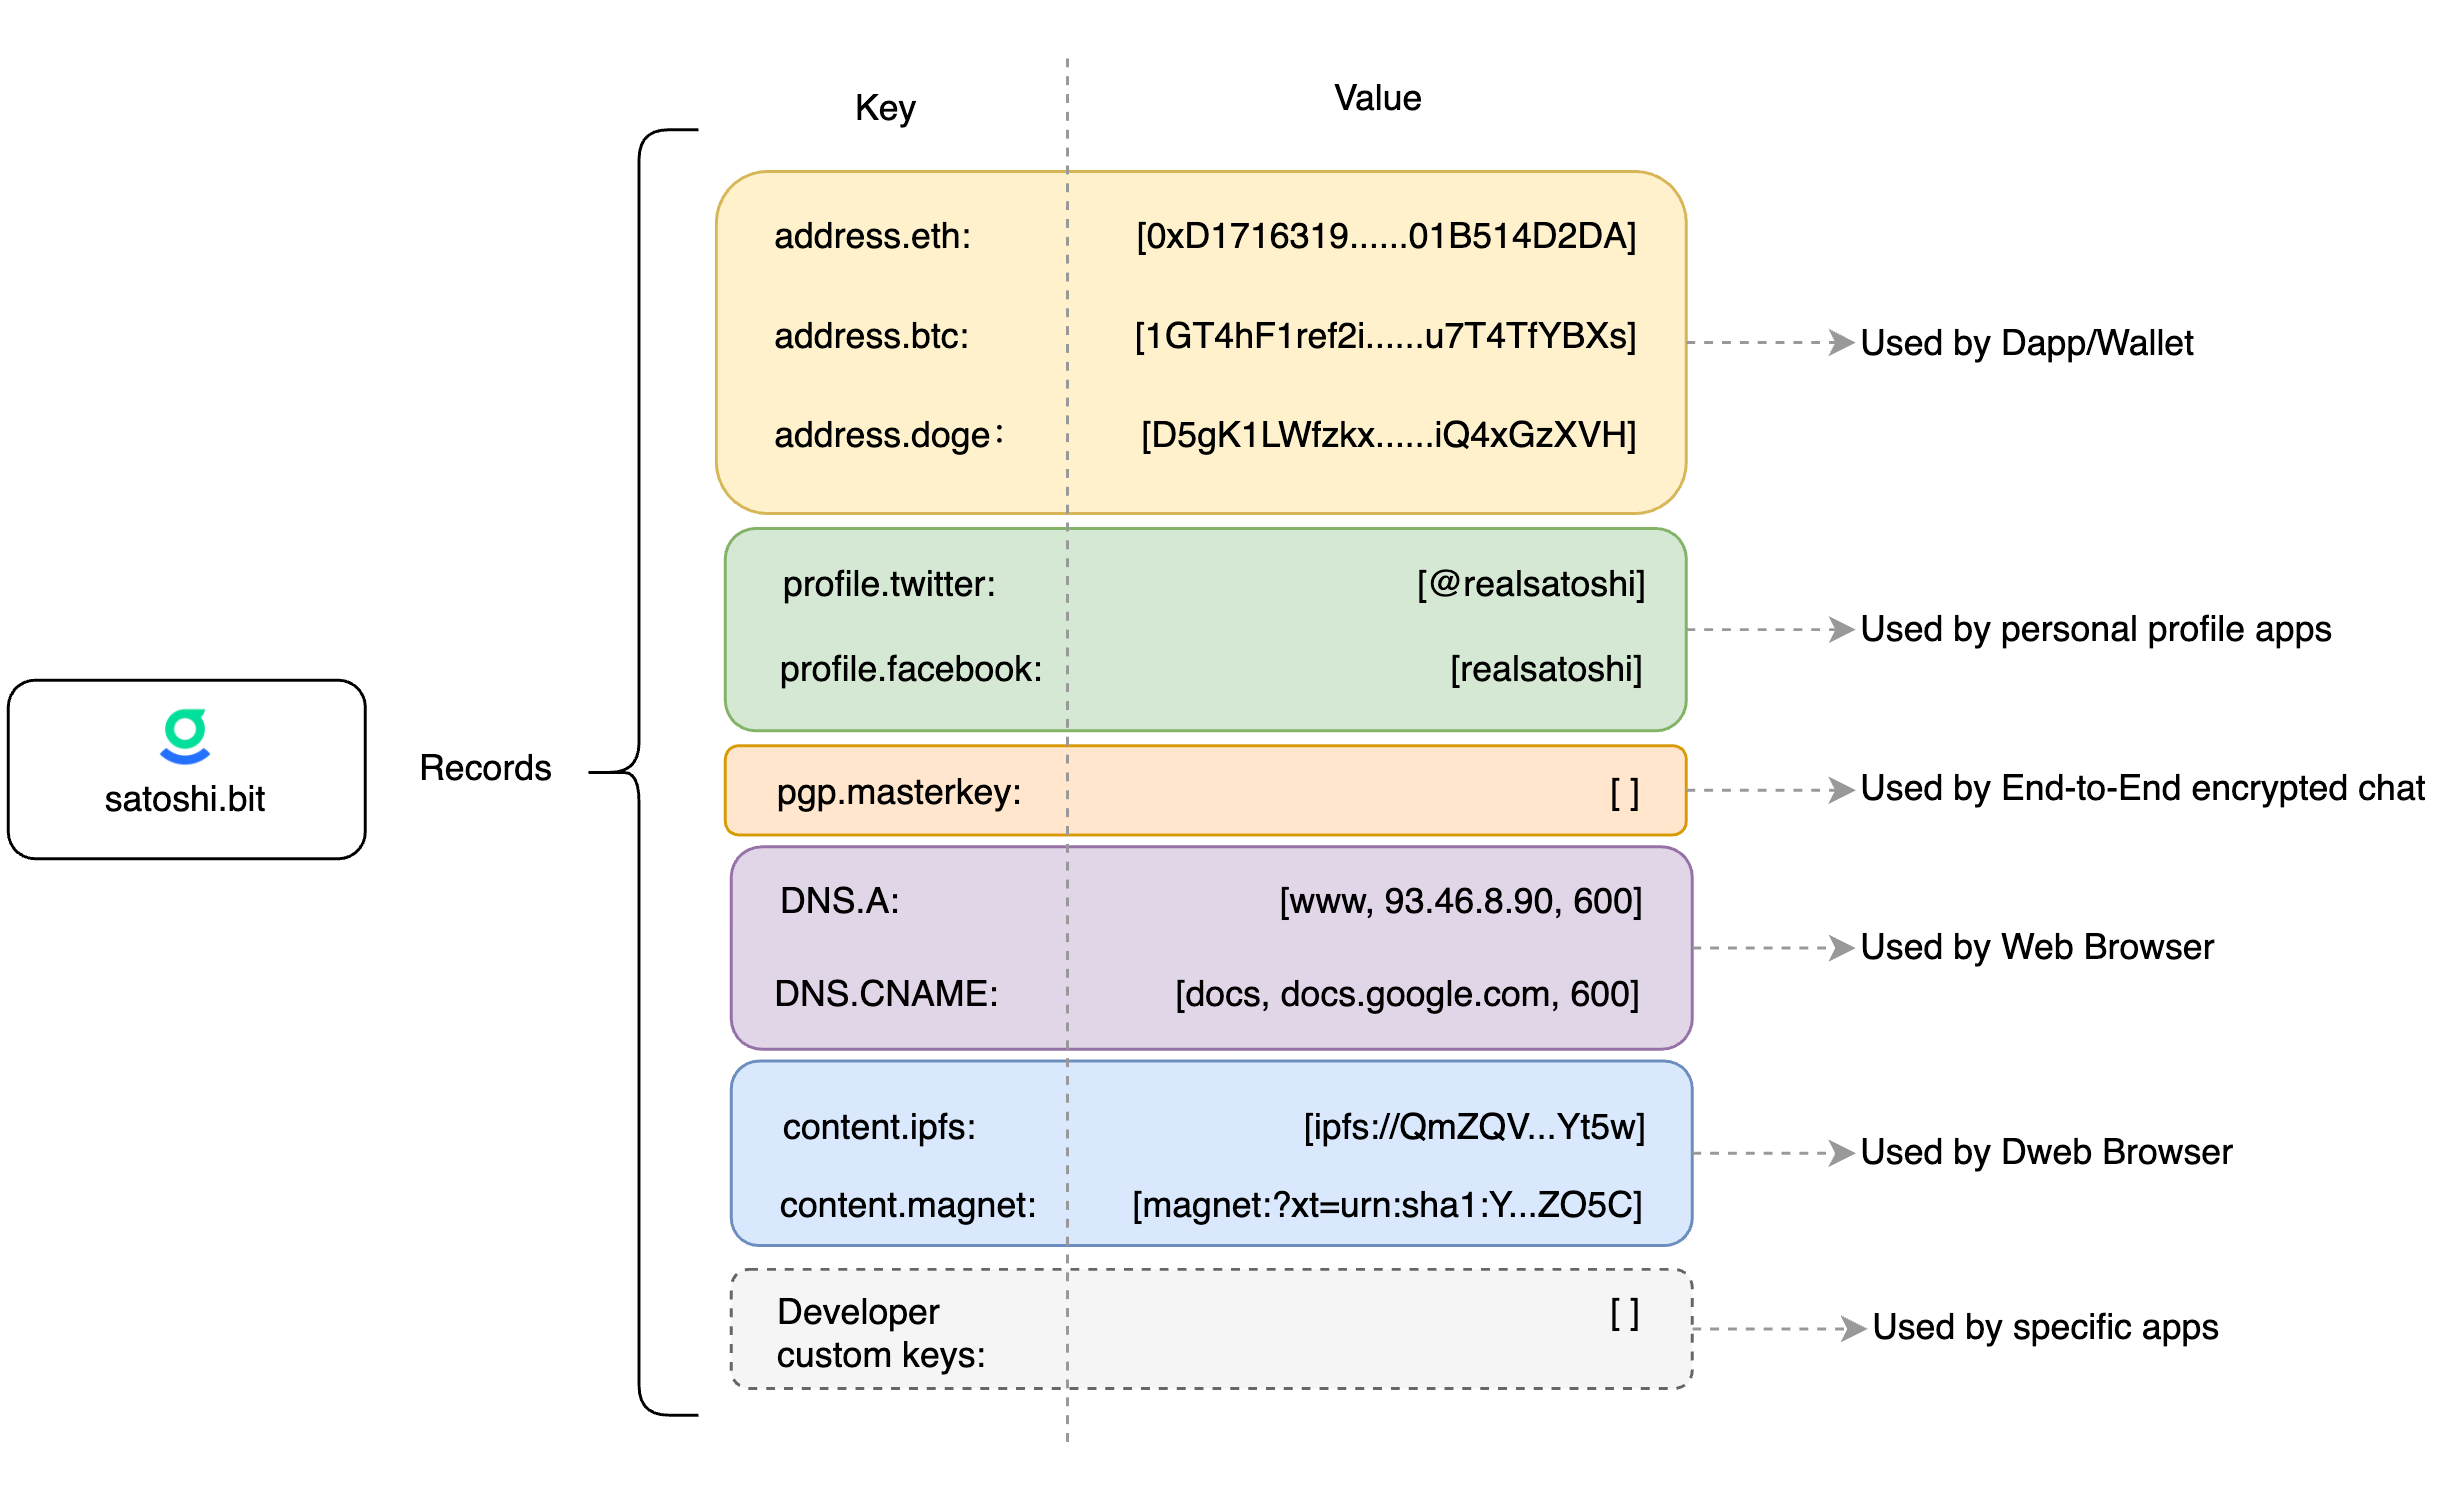 Key
Value
address.eth: [0xD1716319......01B514D2DA]
address.btc: [1GT4hF1ref2i......u7T4TfYBXs]
Used by Dapp/Wallet
address.doge: [D5gK1LWfzkx......iQ4xGzXVH]
profile.twitter: [@realsatoshi]
Used by personal profile apps
profile.facebook: [realsatoshi]
satoshi.bit
Records
pgp.masterkey: [ ]
Used by End-to-End encrypted chat
DNS.A: [www, 93.46.8.90, 600]
Used by Web Browser
DNS.CNAME: [docs, docs.google.com, 600]
content.ipfs: [ipfs://QmZQV...Yt5w]
Used by Dweb Browser
content.magnet: [magnet:?xt=urn:sha1:Y...ZO5C]
Developer
custom keys:
[ ]
Used by specific apps